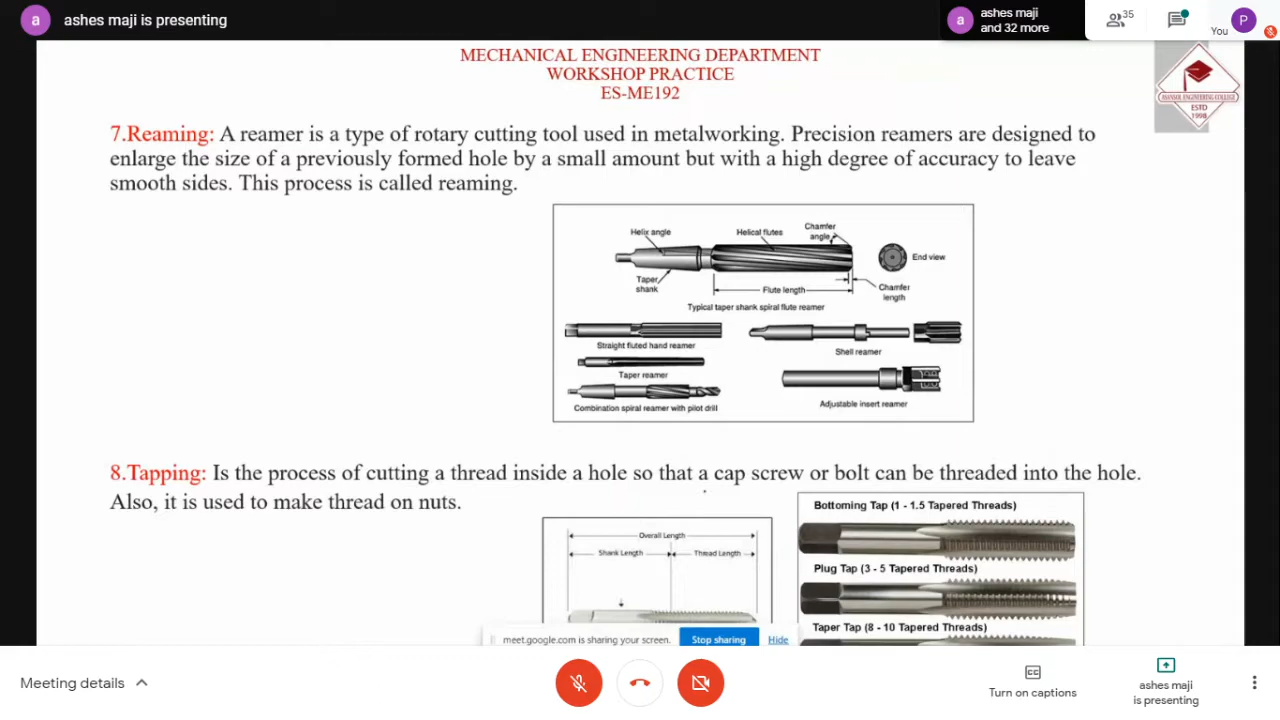 a ashes maji is presenting
a ashes maji
and 32 more
35
You
P
MECHANICAL ENGINEERING DEPARTMENT
WORKSHOP PRACTICE
ES-ME192
ASANSOL ENGINEERING COLLEGE
ESTD
1998
7.Reaming: A reamer is a type of rotary cutting tool used in metalworking. Precision reamers are designed to
enlarge the size of a previously formed hole by a small amount but with a high degree of accuracy to leave
smooth sides. This process is called reaming.
Helix angle
Helical flutes
Chamfer
angle
End view
Taper
shank
Flute length
Chamfer
length
Typical taper shank spiral flute reamer
Straight fluted hand reamer
Shell reamer
Taper reamer
Combination spiral reamer with pilot drill
Adjustable insert reamer
8.Tapping: Is the process of cutting a thread inside a hole so that a cap screw or bolt can be threaded into the hole.
Also, it is used to make thread on nuts.
Overall Length
Shank Length
Thread Length
Bottoming Tap (1 - 1.5 Tapered Threads)
Plug Tap (3 - 5 Tapered Threads)
Taper Tap (8 - 10 Tapered Threads)
meet.google.com is sharing your screen. Stop sharing Hide
Meeting details
CC
Turn on captions
ashes maji
is presenting